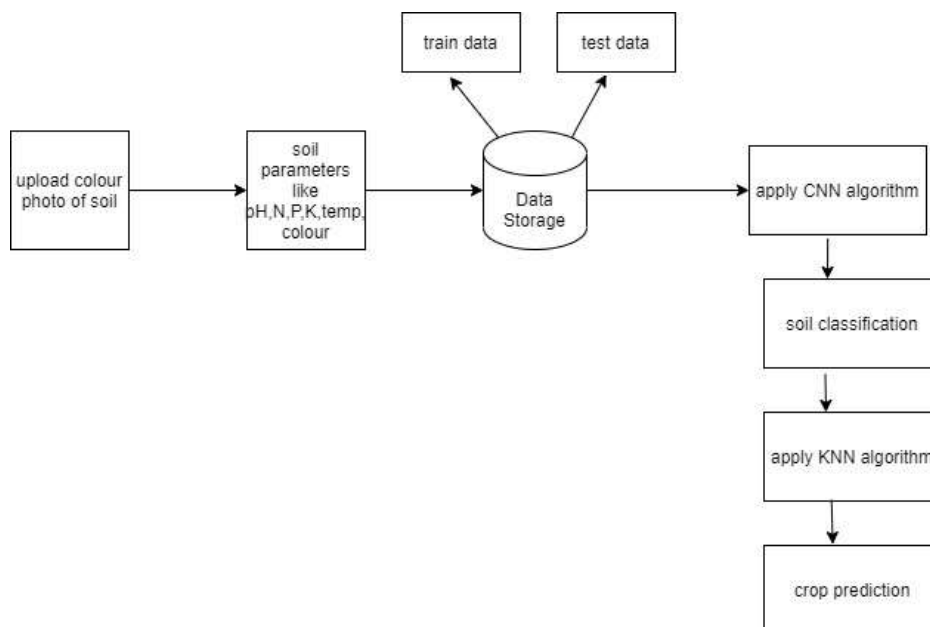 train data
test data
upload colour
photo of soil
soil
parameters
like
pH,N,P,K,temp,
colour
Data
Storage
apply CNN algorithm
soil classification
apply KNN algorithm
crop prediction